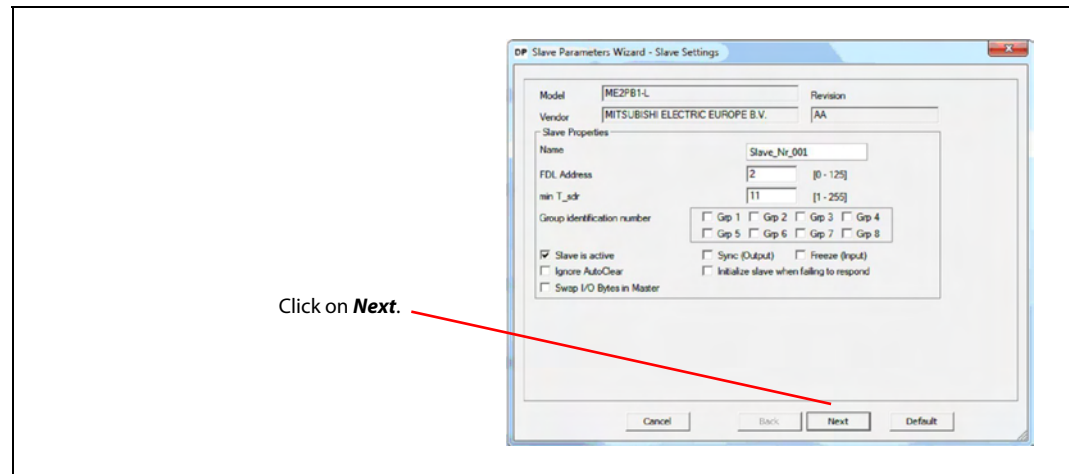 DP Slave Parameters Wizard - Slave Settings
Model ME2PB1-L Revision
Vendor MITSUBISHI ELECTRIC EUROPE B.V. AA
Slave Properties
Name Slave_Nr_001
FDL Address 2 [0 - 125]
min T_sdr 11 [1 - 255]
Group identification number Grp 1 Grp 2 Grp 3 Grp 4
Grp 5 Grp 6 Grp 7 Grp 8
Slave is active Sync (Output) Freeze (Input)
Ignore AutoClear Initialize slave when failing to respond
Swap I/O Bytes in Master
Click on Next.
Cancel Back Next Default